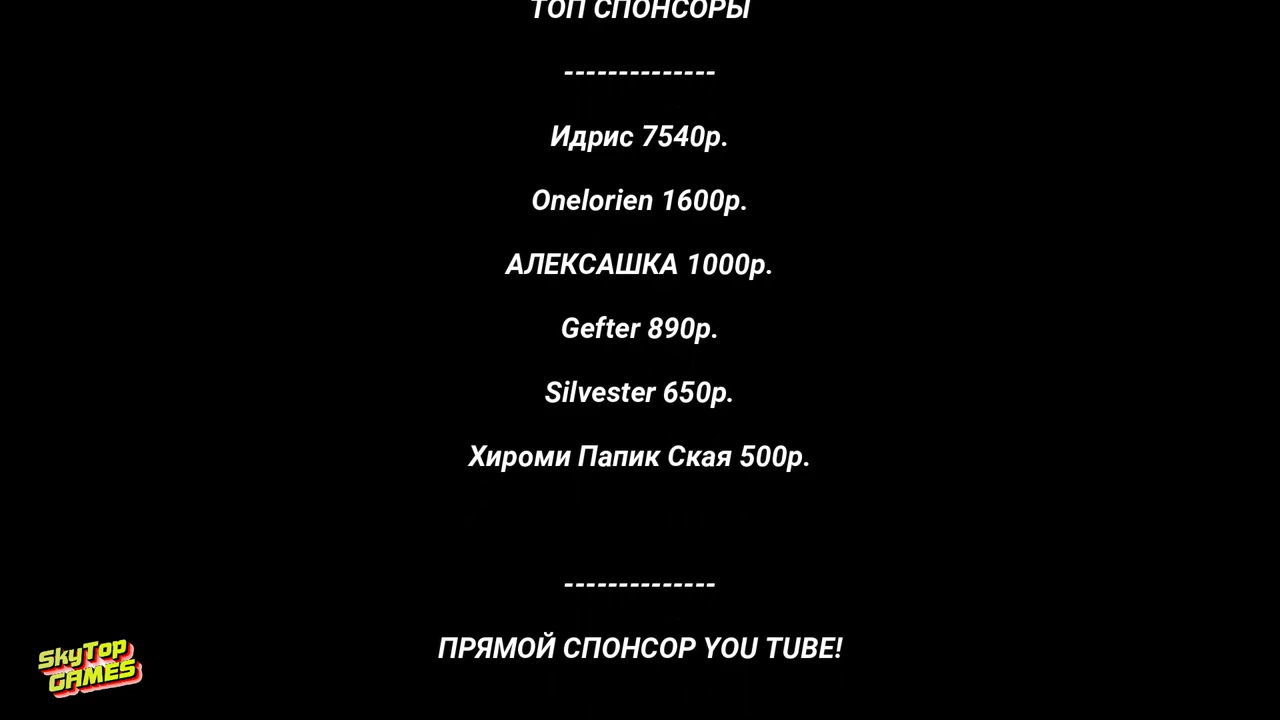 ТОП СПОНСОРЫ
--------------
Идрис 7540р.
Onelorien 1600р.
АЛЕКСАШКА 1000р.
Gefter 890р.
Silvester 650р.
Хироми Папик Ская 500р.
--------------
ПРЯМОЙ СПОНСОР YOU TUBE!
SkyTop
GAMES